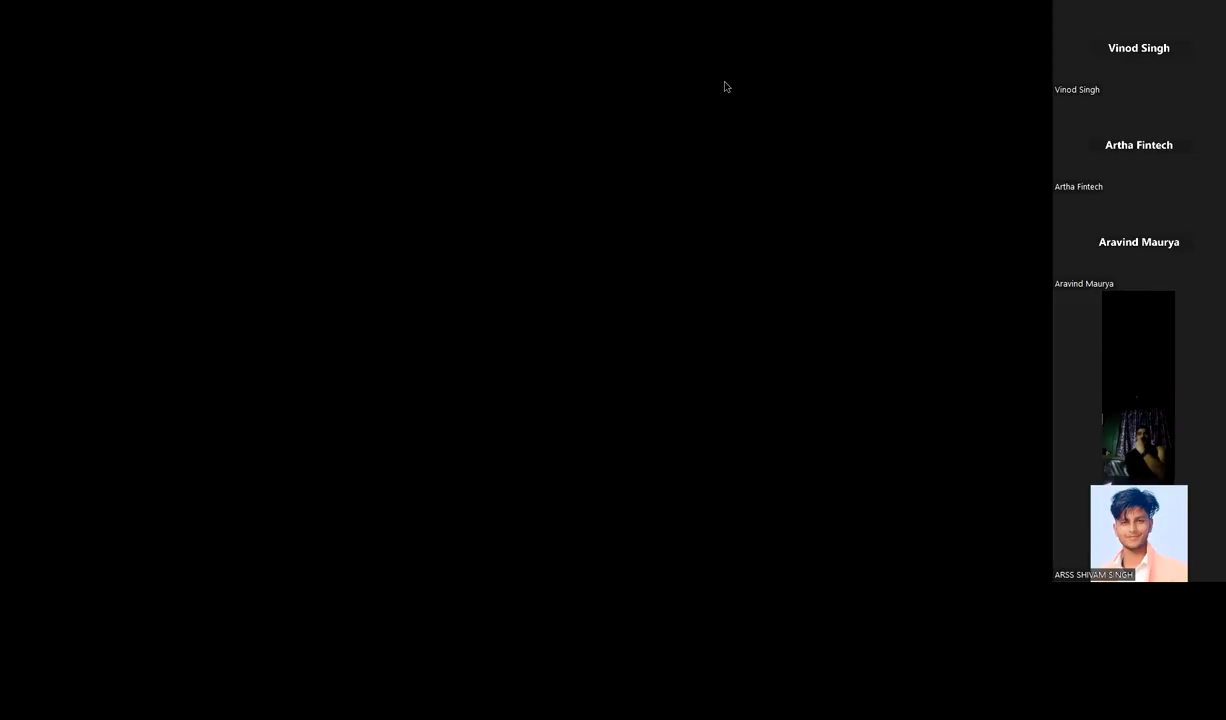 Vinod Singh
Vinod Singh
Artha Fintech
Artha Fintech
Aravind Maurya
Aravind Maurya
ARSS SHIVAM SINGH